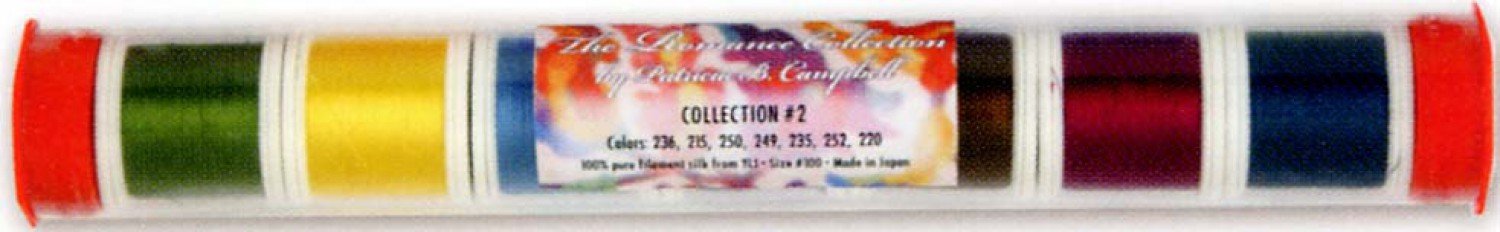 The Romance Collection
by Patricia B. Campbell
COLLECTION #2
Colors: 236, 215, 250, 249, 235, 252, 220
100% pure Filament silk from YLI • Size #100 • Made in Japan